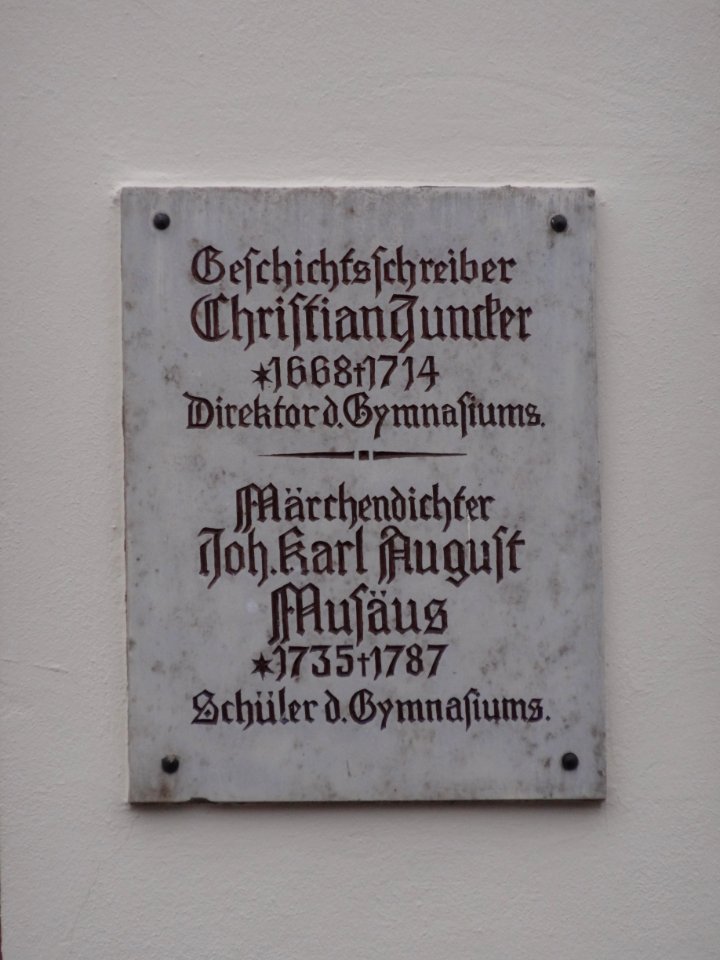 Geſchichtsſchreiber
Chriſtian Juncker
*1668†1714
Direktor d. Gymnaſiums.
Märchendichter
Joh. Karl Auguſt
Muſäus
*1735†1787
Schüler d. Gymnaſiums.